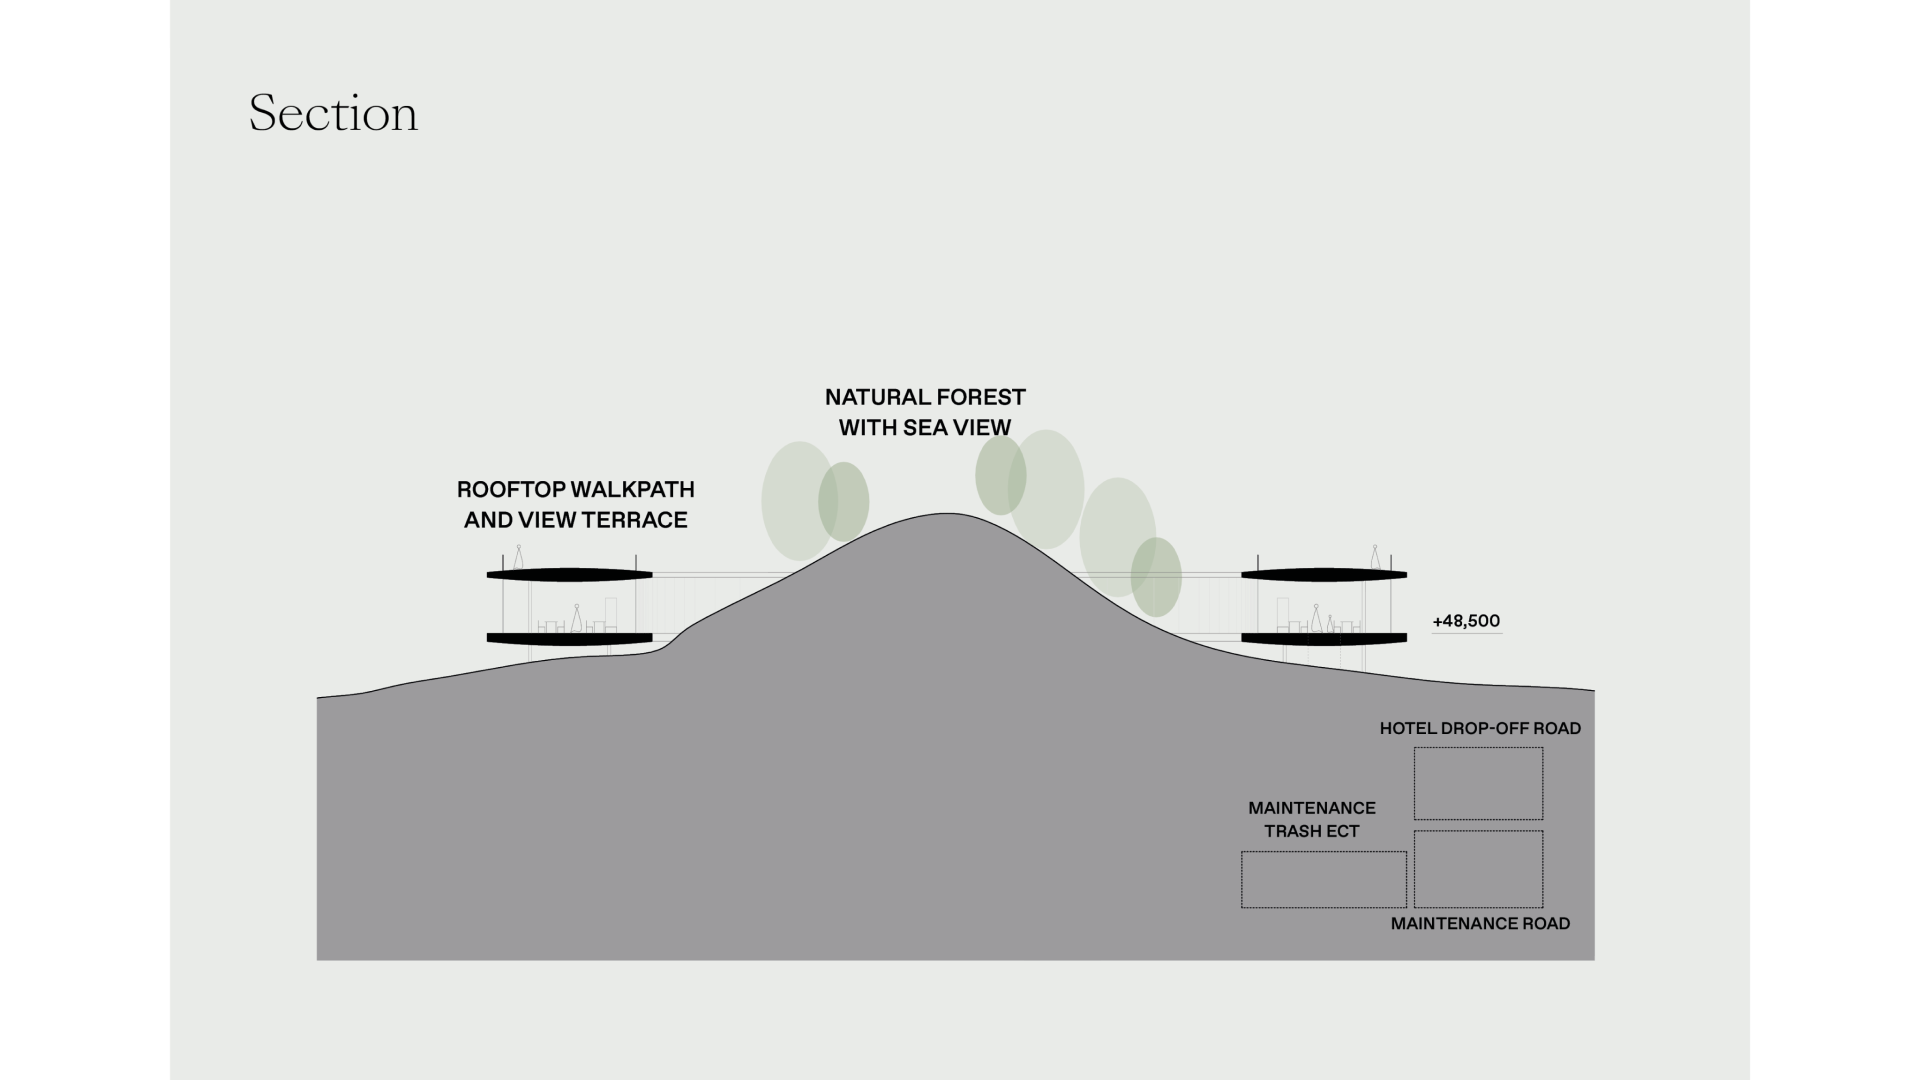 Section
NATURAL FOREST
WITH SEA VIEW
ROOFTOP WALKPATH
AND VIEW TERRACE
+48,500
HOTEL DROP-OFF ROAD
MAINTENANCE
TRASH ECT
MAINTENANCE ROAD